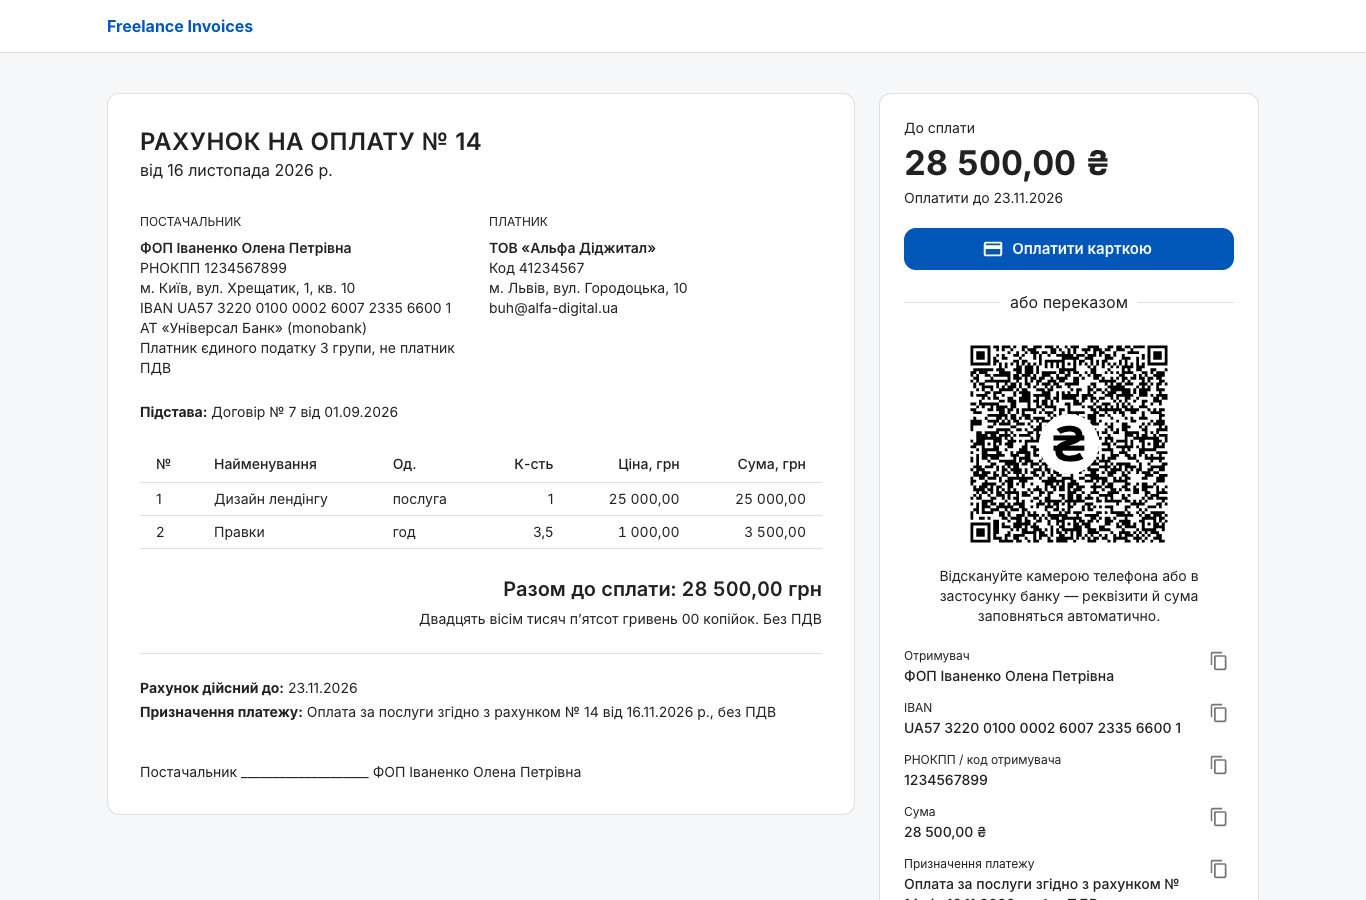 Freelance Invoices
РАХУНОК НА ОПЛАТУ № 14
від 16 листопада 2026 р.
ПОСТАЧАЛЬНИК
ФОП Іваненко Олена Петрівна
РНОКПП 1234567899
м. Київ, вул. Хрещатик, 1, кв. 10
IBAN UA57 3220 0100 0002 6007 2335 6600 1
АТ «Універсал Банк» (monobank)
Платник єдиного податку 3 групи, не платник
ПДВ
ПЛАТНИК
ТОВ «Альфа Діджитал»
Код 41234567
м. Львів, вул. Городоцька, 10
buh@alfa-digital.ua
Підстава: Договір № 7 від 01.09.2026
№ Найменування Од. К-сть Ціна, грн Сума, грн
1 Дизайн лендінгу послуга 1 25 000,00 25 000,00
2 Правки год 3,5 1 000,00 3 500,00
Разом до сплати: 28 500,00 грн
Двадцять вісім тисяч п’ятсот гривень 00 копійок. Без ПДВ
Рахунок дійсний до: 23.11.2026
Призначення платежу: Оплата за послуги згідно з рахунком № 14 від 16.11.2026 р., без ПДВ
Постачальник ___________________ ФОП Іваненко Олена Петрівна
До сплати
28 500,00 ₴
Оплатити до 23.11.2026
Оплатити карткою
або переказом
₴
Відскануйте камерою телефона або в
застосунку банку — реквізити й сума
заповняться автоматично.
Отримувач
ФОП Іваненко Олена Петрівна
IBAN
UA57 3220 0100 0002 6007 2335 6600 1
РНОКПП / код отримувача
1234567899
Сума
28 500,00 ₴
Призначення платежу
Оплата за послуги згідно з рахунком №